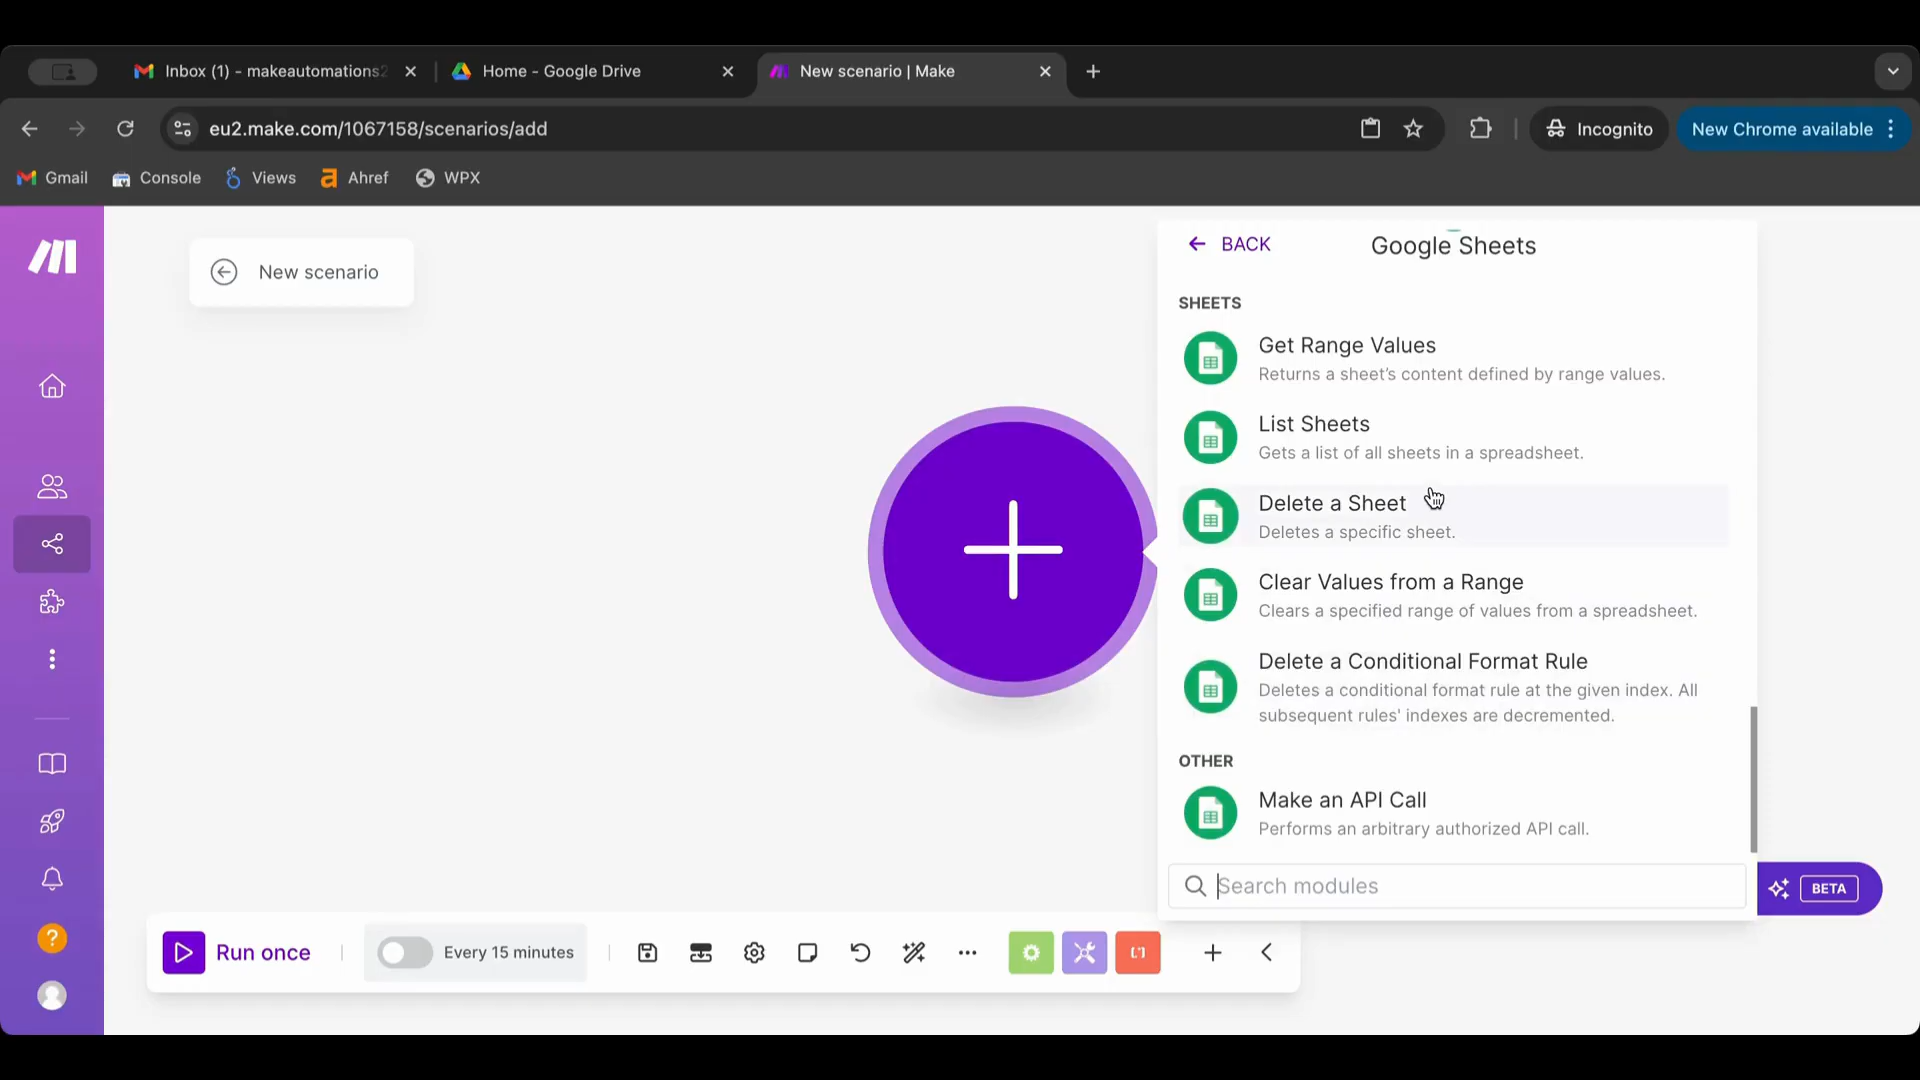 Inbox (1) - makeautomations2
Home - Google Drive
New scenario | Make
eu2.make.com/1067158/scenarios/add
Incognito
New Chrome available
Gmail
Console
Views
Ahref
WPX
New scenario
BACK
Google Sheets
SHEETS
Get Range Values
Returns a sheet’s content defined by range values.
List Sheets
Gets a list of all sheets in a spreadsheet.
Delete a Sheet
Deletes a specific sheet.
Clear Values from a Range
Clears a specified range of values from a spreadsheet.
Delete a Conditional Format Rule
Deletes a conditional format rule at the given index. All
subsequent rules' indexes are decremented.
OTHER
Make an API Call
Performs an arbitrary authorized API call.
Search modules
BETA
Run once
Every 15 minutes